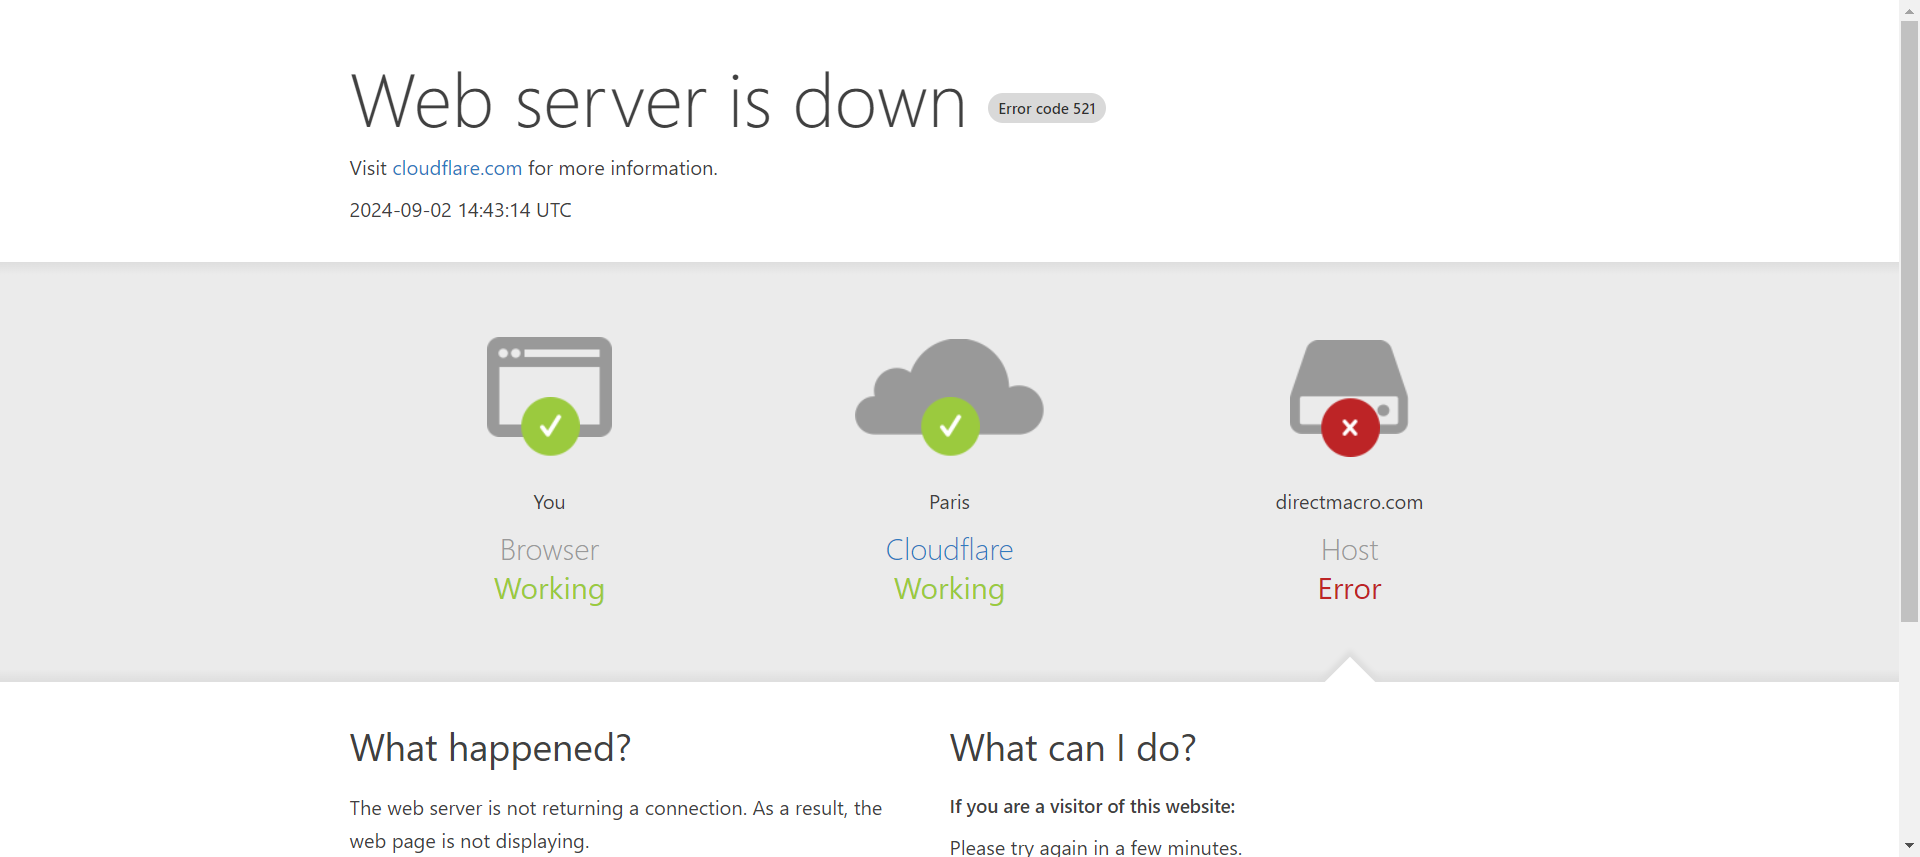 Web server is down Error code 521
Visit cloudflare.com for more information.
2024-09-02 14:43:14 UTC
You
Browser
Working
Paris
Cloudflare
Working
directmacro.com
Host
Error
What happened?
The web server is not returning a connection. As a result, the
web page is not displaying.
What can I do?
If you are a visitor of this website:
Please try again in a few minutes.